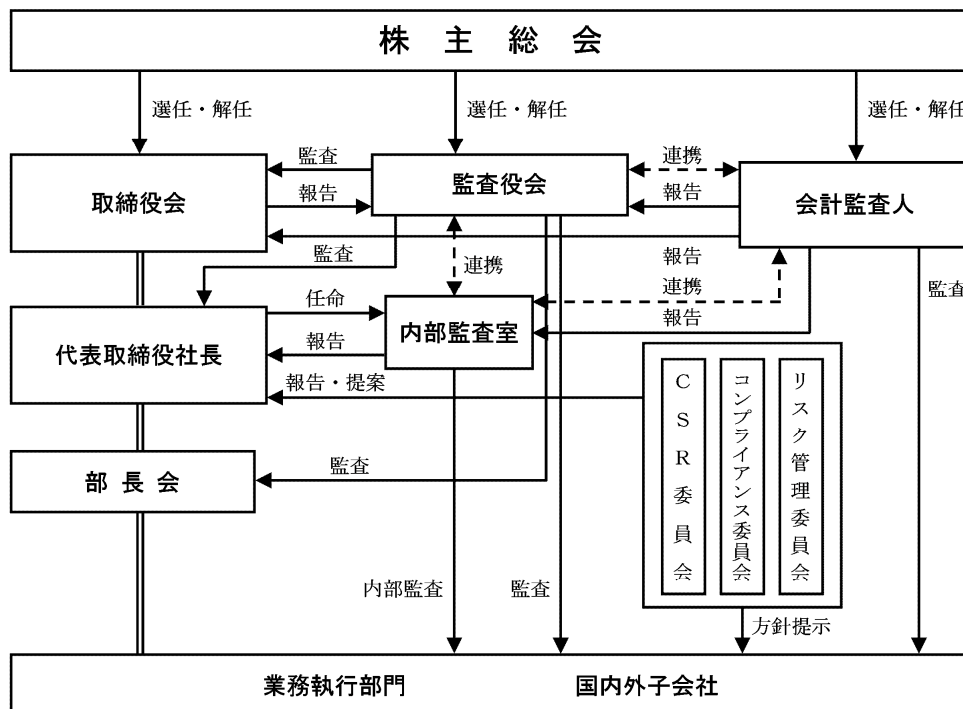 株主総会
選任・解任
選任・解任
選任・解任
取締役会
監査
報告
監査役会
連携
報告
会計監査人
監査
連携
報告
連携
報告
監査
代表取締役社長
任命
報告
報告・提案
内部監査室
CSR委員会
コンプライアンス委員会
リスク管理委員会
部長会
監査
内部監査
監査
方針提示
業務執行部門
国内外子会社